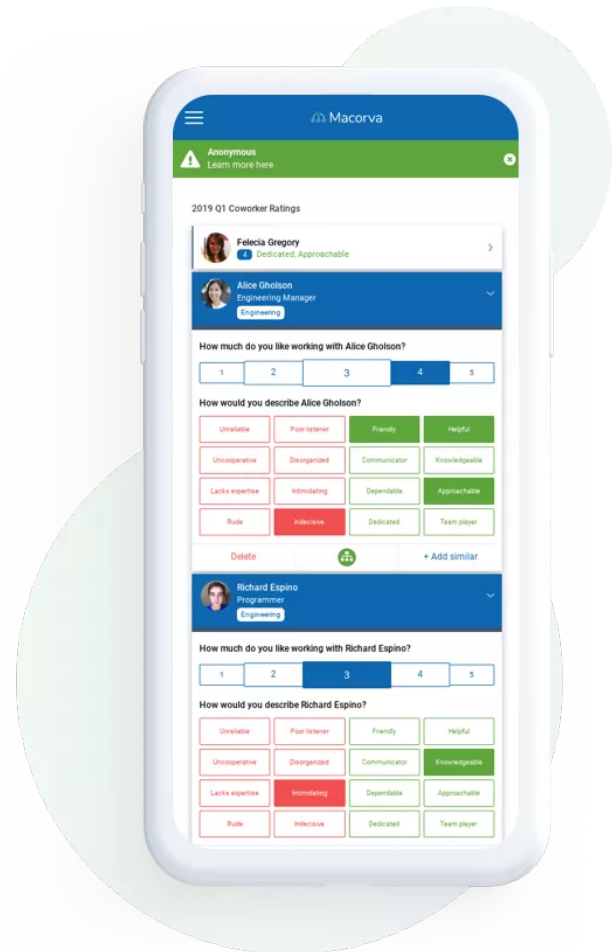 Macorva
Anonymous
Learn more here
2019 Q1 Coworker Ratings
Felecia Gregory
4 Dedicated, Approachable
Alice Gholson
Engineering Manager
Engineering
How much do you like working with Alice Gholson?
1 2 3 4 5
How would you describe Alice Gholson?
Unreliable Poor listener Friendly Helpful
Uncooperative Disorganized Communicator Knowledgeable
Lacks expertise Intimidating Dependable Approachable
Rude Indecisive Dedicated Team player
Delete + Add similar
Richard Espino
Programmer
Engineering
How much do you like working with Richard Espino?
1 2 3 4 5
How would you describe Richard Espino?
Unreliable Poor listener Friendly Helpful
Uncooperative Disorganized Communicator Knowledgeable
Lacks expertise Intimidating Dependable Approachable
Rude Indecisive Dedicated Team player